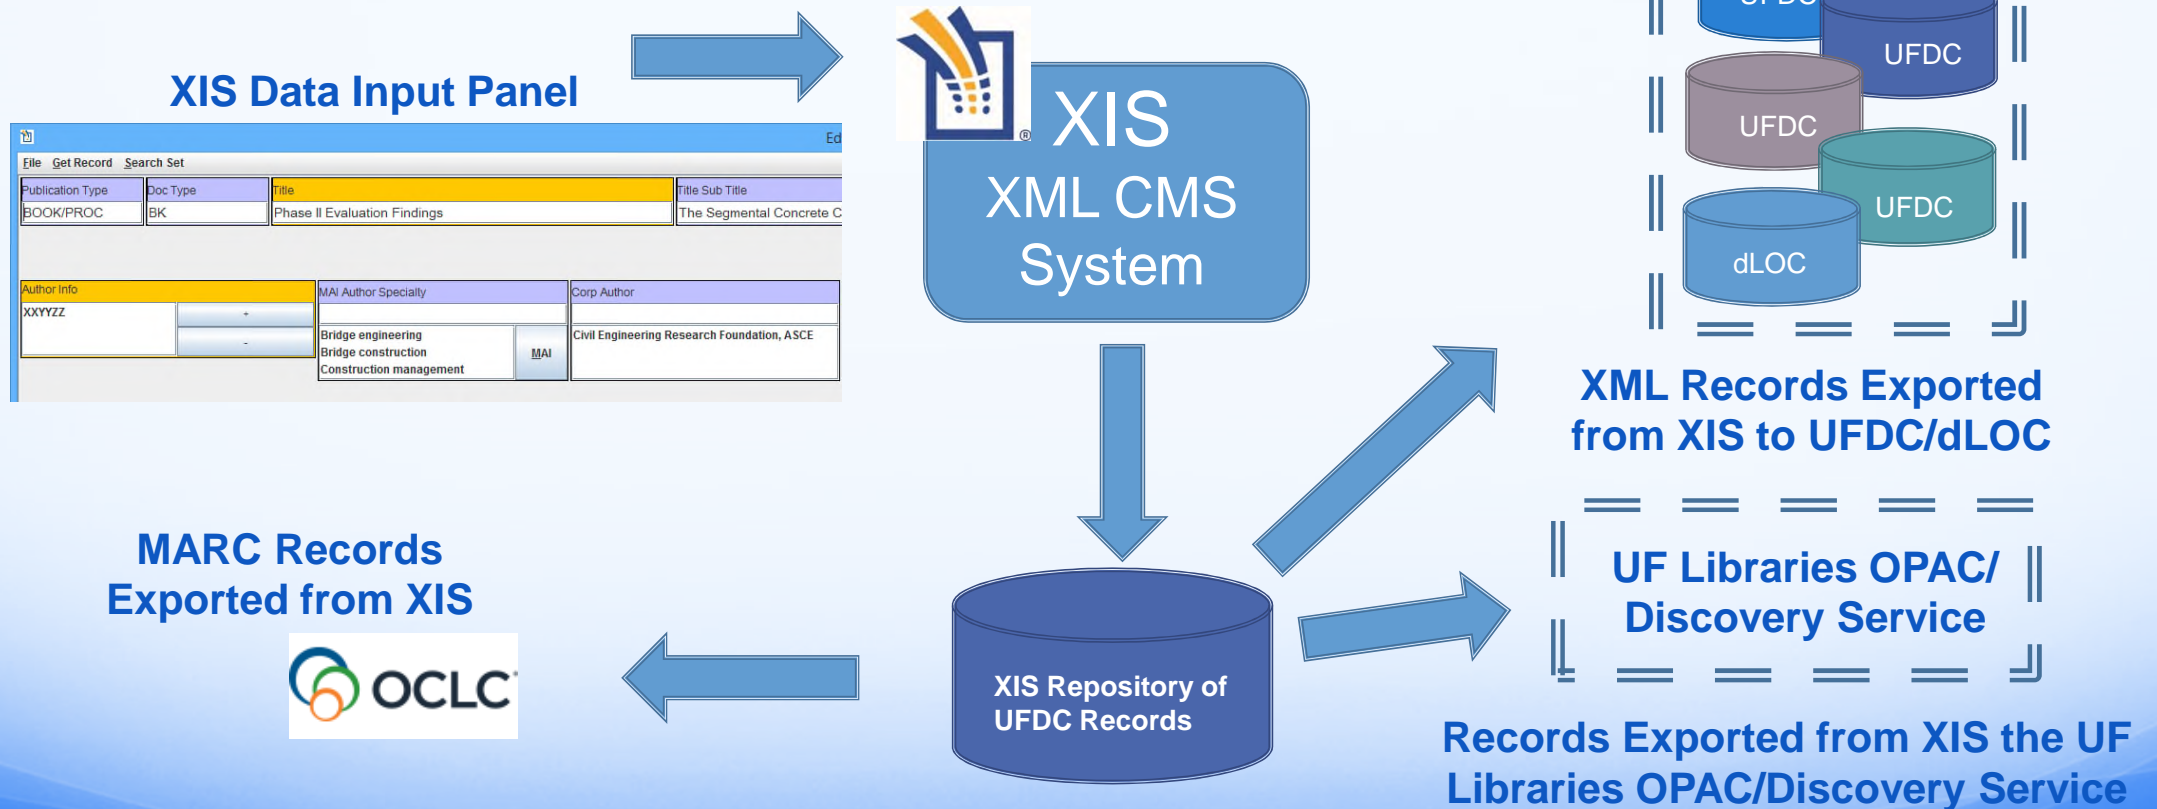 XIS Data Input Panel
Ed
File Get Record Search Set
Publication Type Doc Type Title Title Sub Title
BOOK/PROC BK Phase II Evaluation Findings The Segmental Concrete C
Author Info MAI Author Specialty Corp Author
XXYYZZ +
-
Bridge engineering
Bridge construction
Construction management
MAI
Civil Engineering Research Foundation, ASCE
®
XIS
XML CMS
System
UFDC
UFDC
UFDC
UFDC
dLOC
XML Records Exported
from XIS to UFDC/dLOC
MARC Records
Exported from XIS
OCLC
XIS Repository of
UFDC Records
UF Libraries OPAC/
Discovery Service
Records Exported from XIS the UF
Libraries OPAC/Discovery Service